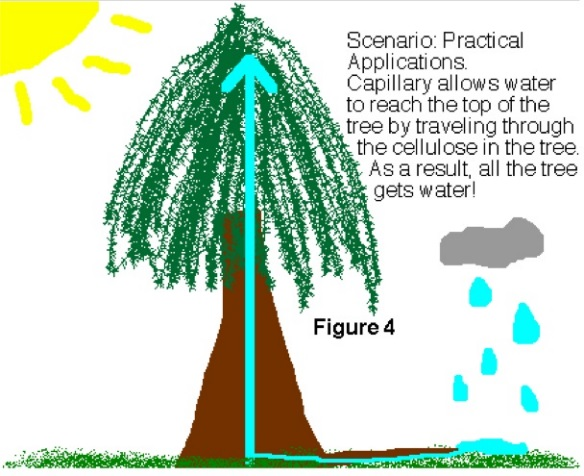 Scenario: Practical
Applications.
Capillary allows water
to reach the top of the
tree by traveling through
the cellulose in the tree.
As a result, all the tree
gets water!
Figure 4